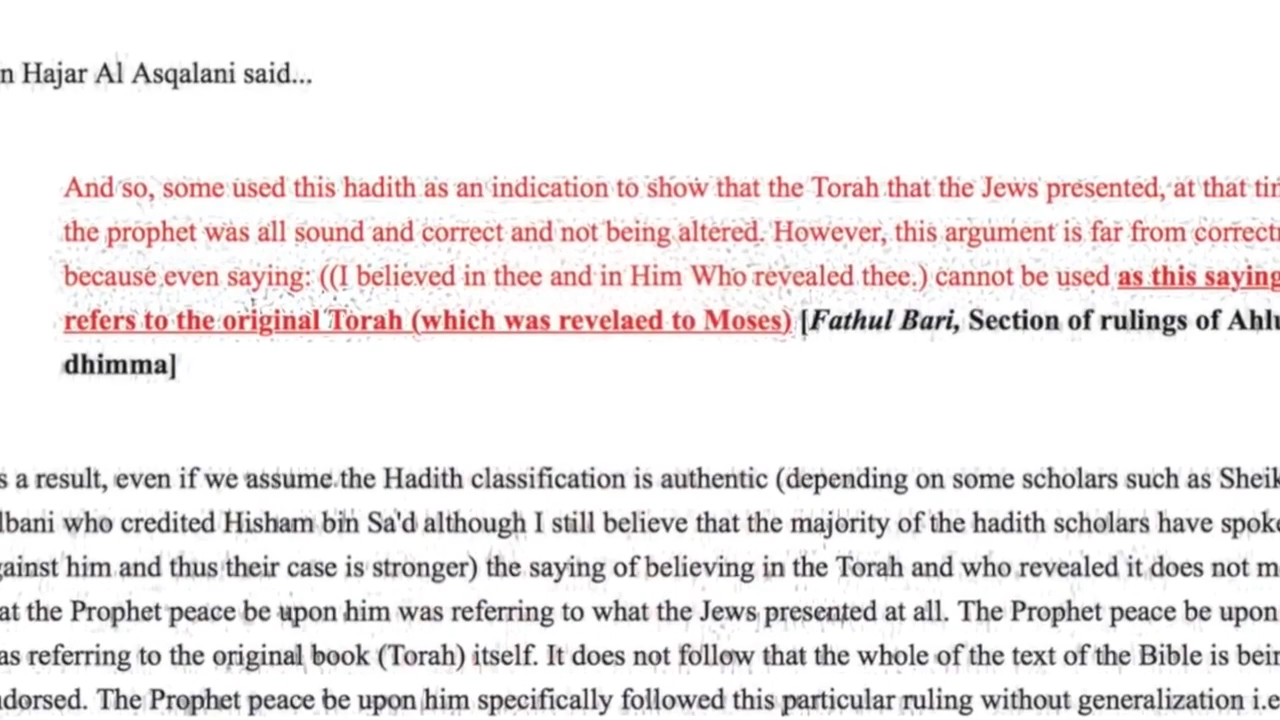 n Hajar Al Asqalani said...
And so, some used this hadith as an indication to show that the Torah that the Jews presented, at that tin
the prophet was all sound and correct and not being altered. However, this argument is far from correct
because even saying: ((I believed in thee and in Him Who revealed thee.) cannot be used as this saying
refers to the original Torah (which was revelaed to Moses) [Fathul Bari, Section of rulings of Ahlu
dhimma]
s a result, even if we assume the Hadith classification is authentic (depending on some scholars such as Sheik
lbani who credited Hisham bin Sa'd although I still believe that the majority of the hadith scholars have spoke
gainst him and thus their case is stronger) the saying of believing in the Torah and who revealed it does not m
at the Prophet peace be upon him was referring to what the Jews presented at all. The Prophet peace be upon
as referring to the original book (Torah) itself. It does not follow that the whole of the text of the Bible is bein
ndorsed. The Prophet peace be upon him specifically followed this particular ruling without generalization i.e